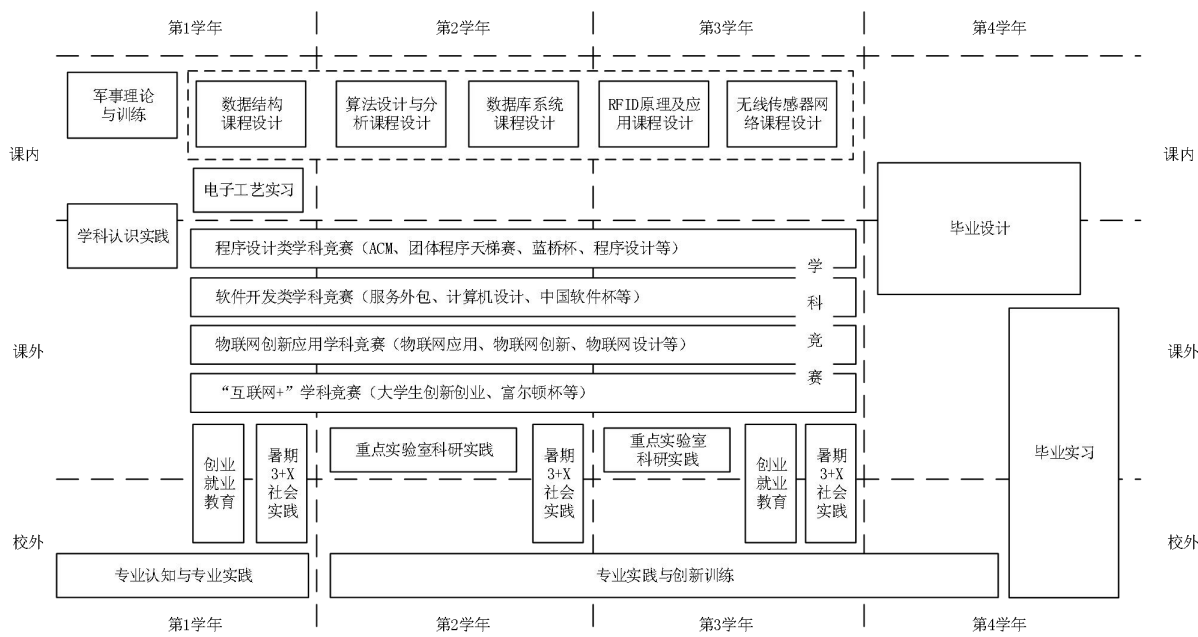 第1学年
第2学年
第3学年
第4学年
军事理论
与训练
数据结构
课程设计
算法设计与分
析课程设计
数据库系统
课程设计
RFID原理及应
用课程设计
无线传感器网
络课程设计
课内
课内
电子工艺实习
毕业设计
学科认识实践
程序设计类学科竞赛（ACM、团体程序天梯赛、蓝桥杯、程序设计等）
软件开发类学科竞赛（服务外包、计算机设计、中国软件杯等）
物联网创新应用学科竞赛（物联网应用、物联网创新、物联网设计等）
“互联网+”学科竞赛（大学生创新创业、富尔顿杯等）
学
科
竞
赛
课外
课外
创业
就业
教育
暑期
3+X
社会
实践
重点实验室科研实践
暑期
3+X
社会
实践
重点实验室
科研实践
创业
就业
教育
暑期
3+X
社会
实践
毕业实习
校外
校外
专业认知与专业实践
专业实践与创新训练
第1学年
第2学年
第3学年
第4学年